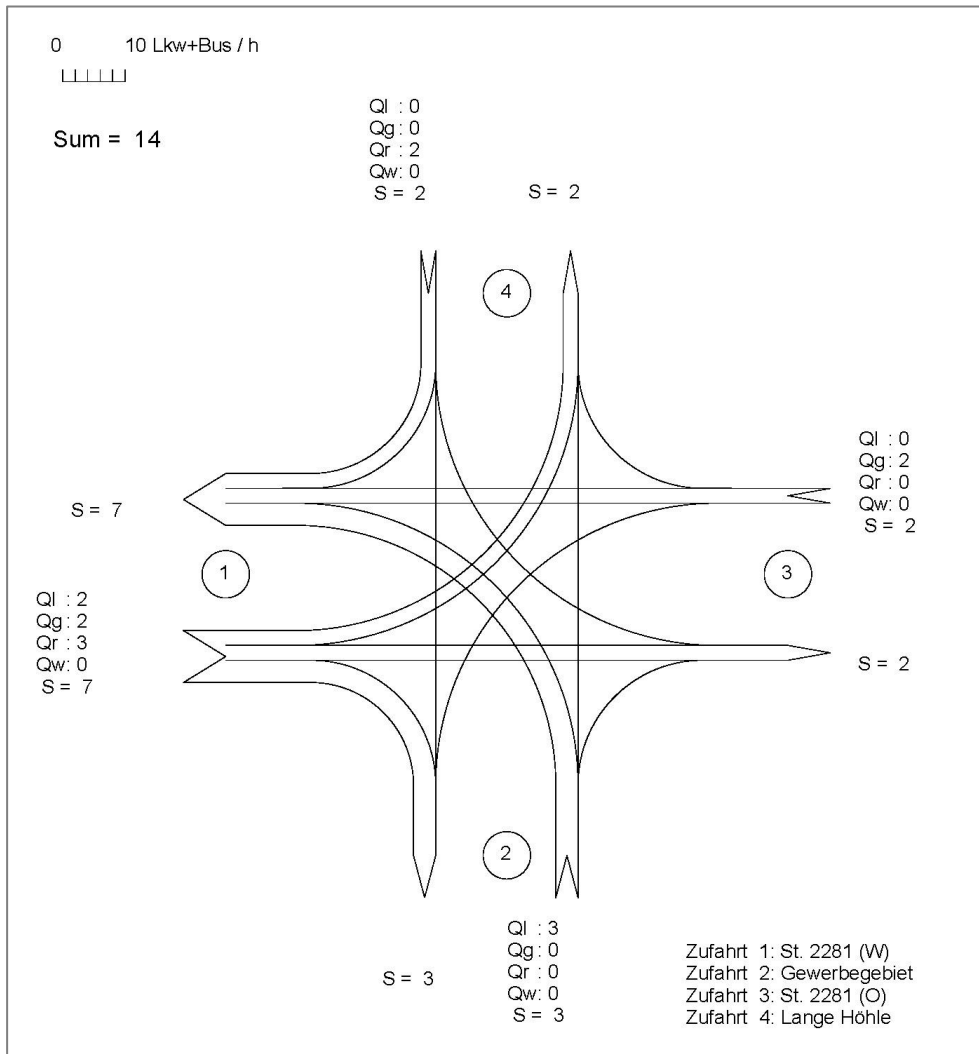 0 10 Lkw+Bus / h
Sum = 14
Ql : 0
Qg: 0
Qr : 2
Qw: 0
S = 2
S = 2
4
Ql : 0
Qg: 2
Qr : 0
Qw: 0
S = 2
S = 7
1
3
Ql : 2
Qg: 2
Qr : 3
Qw: 0
S = 7
S = 2
2
Ql : 3
Qg: 0
Qr : 0
Qw: 0
S = 3
S = 3
Zufahrt 1: St. 2281 (W)
Zufahrt 2: Gewerbegebiet
Zufahrt 3: St. 2281 (O)
Zufahrt 4: Lange Höhle